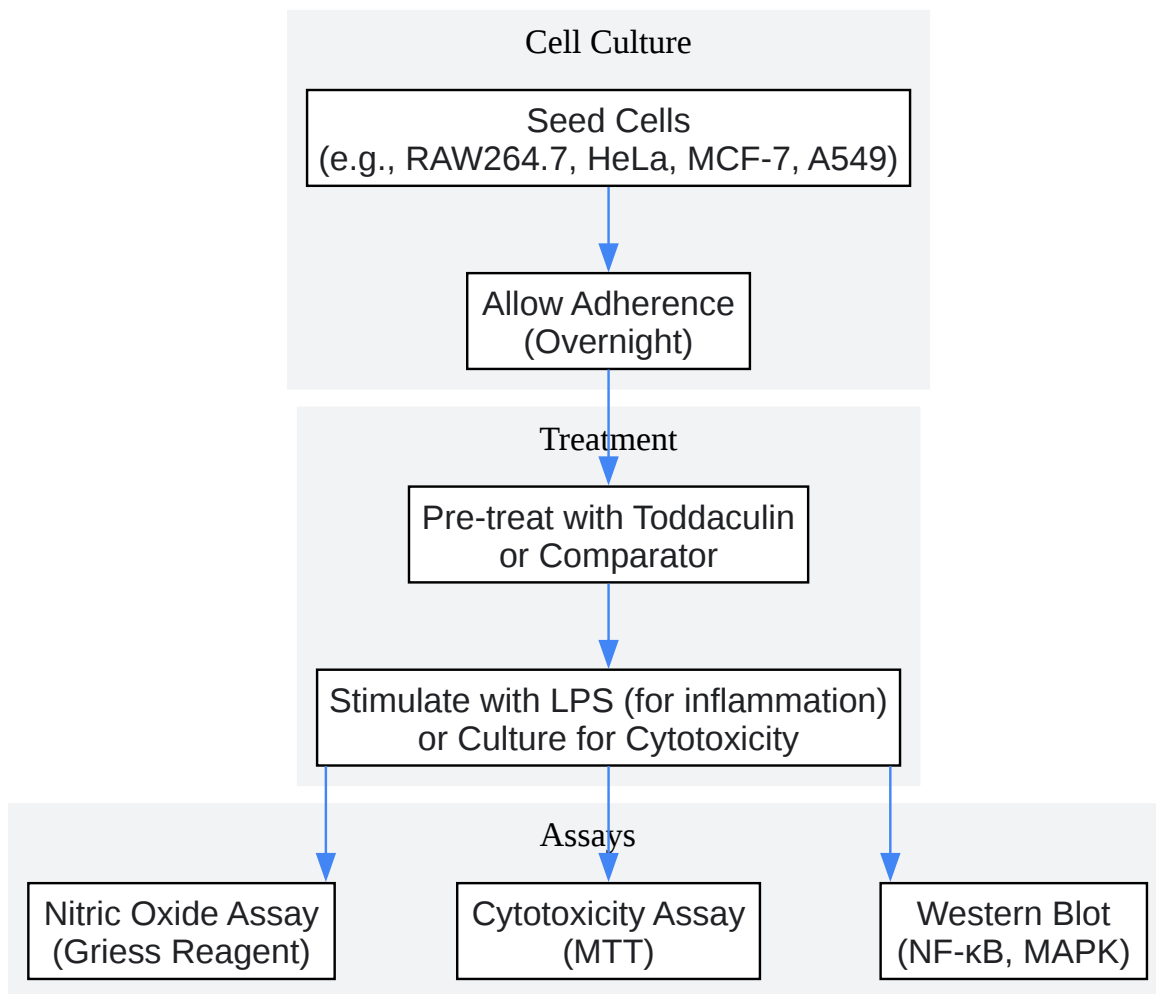 Cell Culture
Seed Cells
(e.g., RAW264.7, HeLa, MCF-7, A549)
Allow Adherence
(Overnight)
Treatment
Pre-treat with Toddaculin
or Comparator
Stimulate with LPS (for inflammation)
or Culture for Cytotoxicity
Assays
Nitric Oxide Assay
(Griess Reagent)
Cytotoxicity Assay
(MTT)
Western Blot
(NF-κB, MAPK)